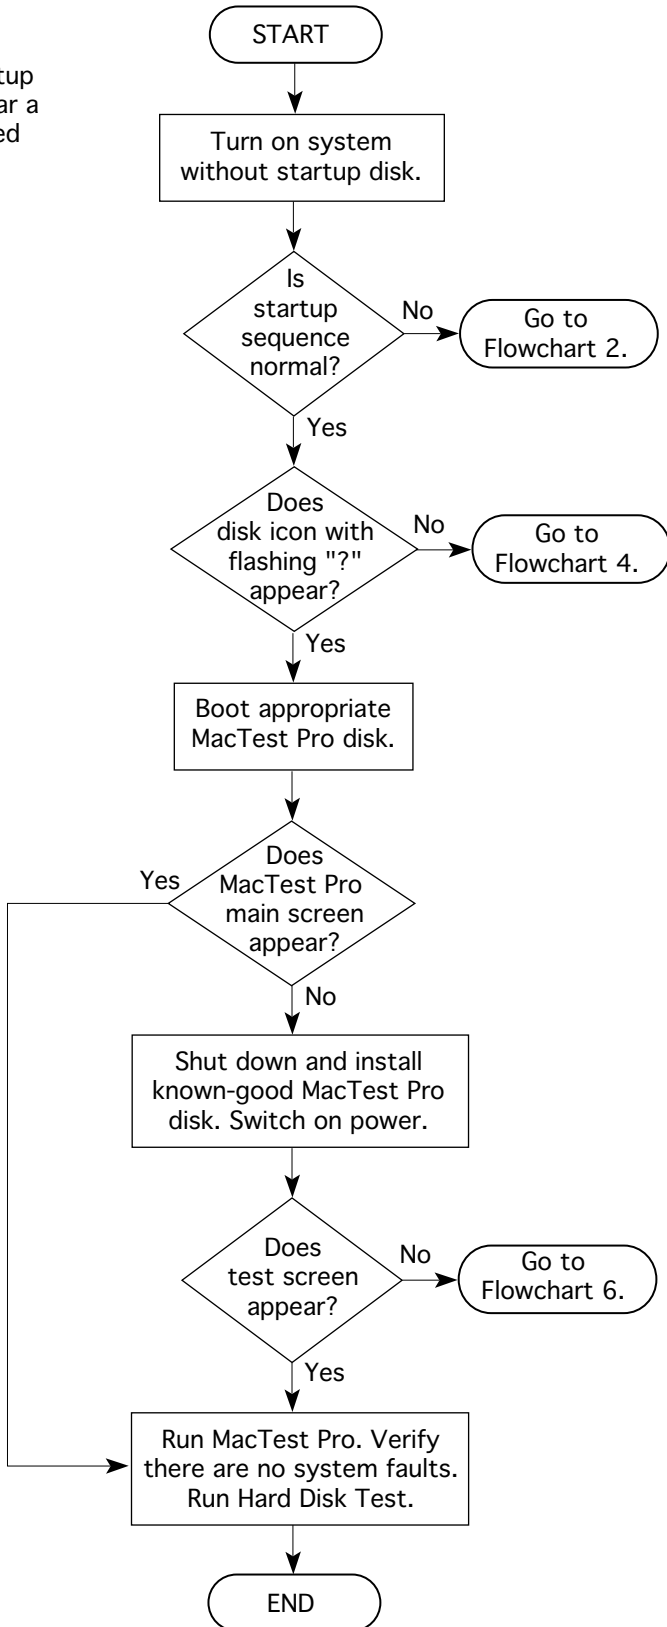 START
tup
ar a
ed
Turn on system
without startup disk.
Is
startup
sequence
normal?
No
Go to
Flowchart 2.
Yes
Does
disk icon with
flashing "?"
appear?
No
Go to
Flowchart 4.
Yes
Boot appropriate
MacTest Pro disk.
Does
MacTest Pro
main screen
appear?
Yes
No
Shut down and install
known-good MacTest Pro
disk. Switch on power.
Does
test screen
appear?
No
Go to
Flowchart 6.
Yes
Run MacTest Pro. Verify
there are no system faults.
Run Hard Disk Test.
END